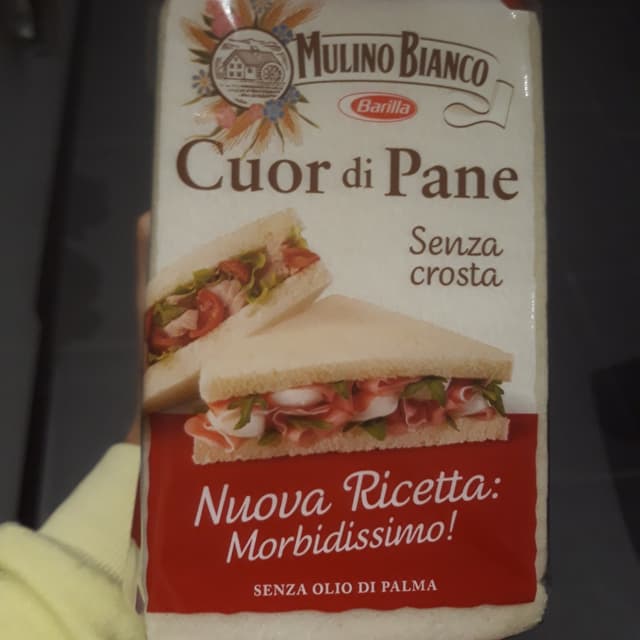 MULINO BIANCO
Barilla
Cuor di Pane
Senza
crosta
Nuova Ricetta:
Morbidissimo!
SENZA OLIO DI PALMA